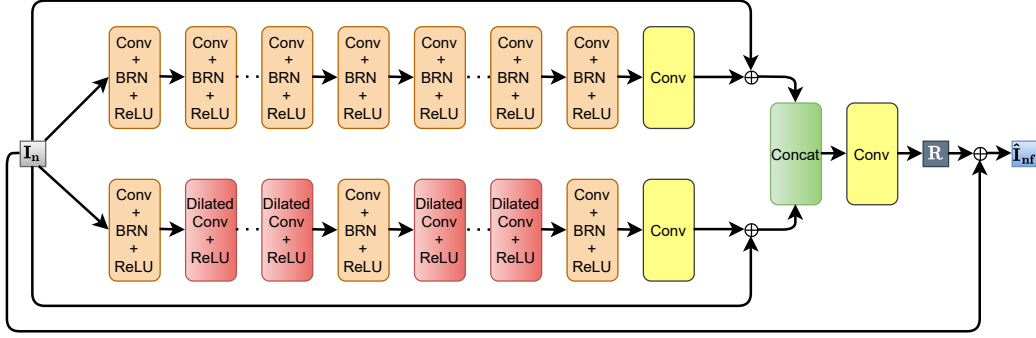 Conv
+
BRN
+
ReLU
Conv
+
BRN
+
ReLU
...
Conv
+
BRN
+
ReLU
Conv
+
BRN
+
ReLU
Conv
+
BRN
+
ReLU
...
Conv
+
BRN
+
ReLU
Conv
+
BRN
+
ReLU
Conv
⊕
I_n
Concat
Conv
R
⊕
Î_nf
Conv
+
BRN
+
ReLU
Dilated
Conv
+
ReLU
...
Dilated
Conv
+
ReLU
Conv
+
BRN
+
ReLU
Dilated
Conv
+
ReLU
...
Dilated
Conv
+
ReLU
Conv
+
BRN
+
ReLU
Conv
⊕